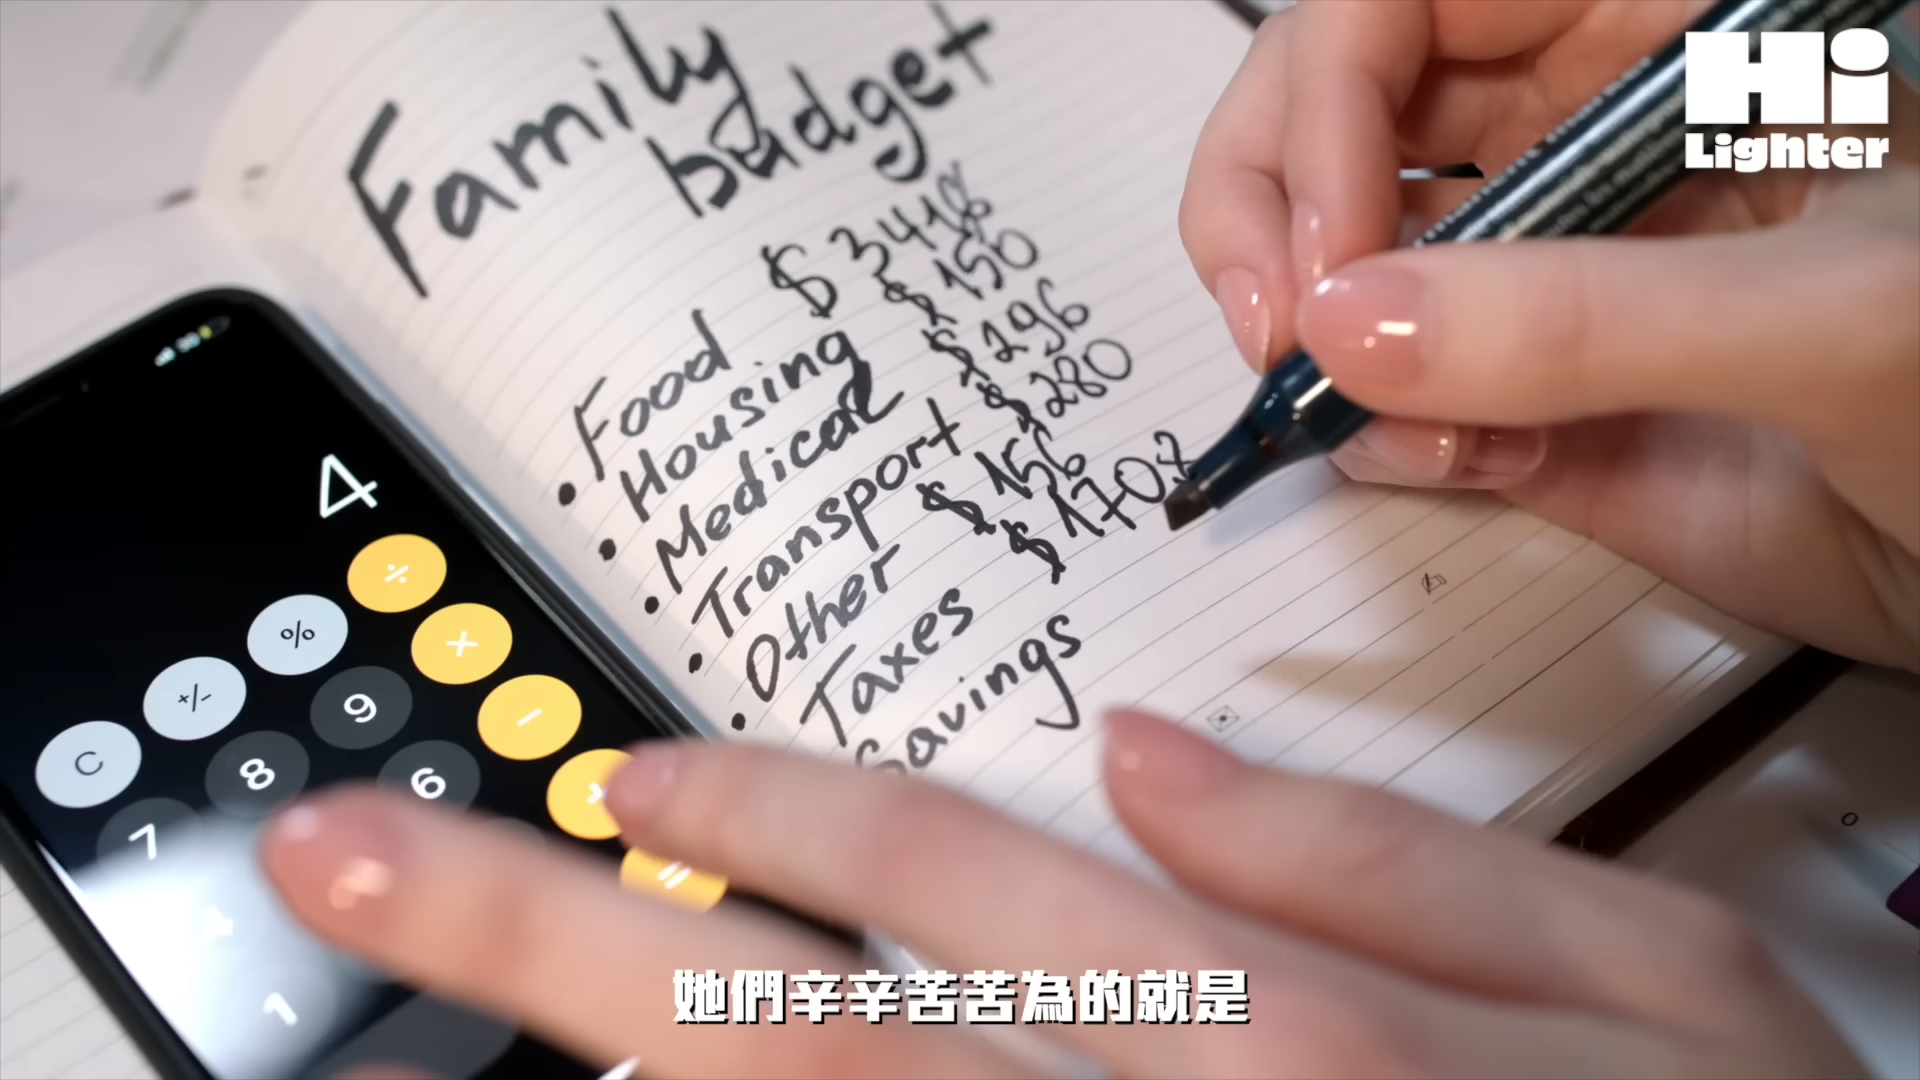 Hi
Lighter
Family
budget
Food $ 3418
• Housing $ 150
• Medical $ 296
• Transport $ 280
• Other $ 156
• Taxes $ 1708
Savings
4
÷
% ×
+/- 9 −
C 8 6
7 =
1
她們辛辛苦苦為的就是